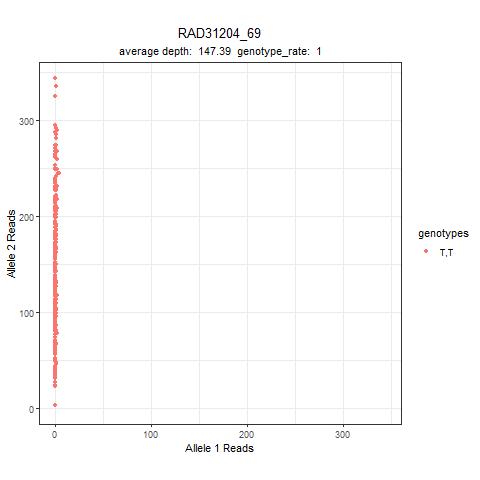 RAD31204_69
average depth:  147.39  genotype_rate:  1
Allele 2 Reads
300
200
100
0
0 100 200 300
Allele 1 Reads
genotypes
T,T